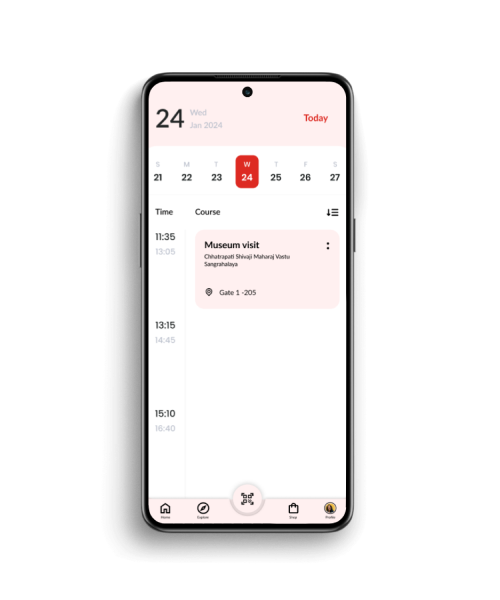 24
Wed
Jan 2024
Today
S M T W T F S
21 22 23 24 25 26 27
Time Course
11:35
13:05
Museum visit
Chhatrapati Shivaji Maharaj Vastu
Sangrahalaya
Gate 1 -205
13:15
14:45
15:10
16:40
Home Explore Shop Profile